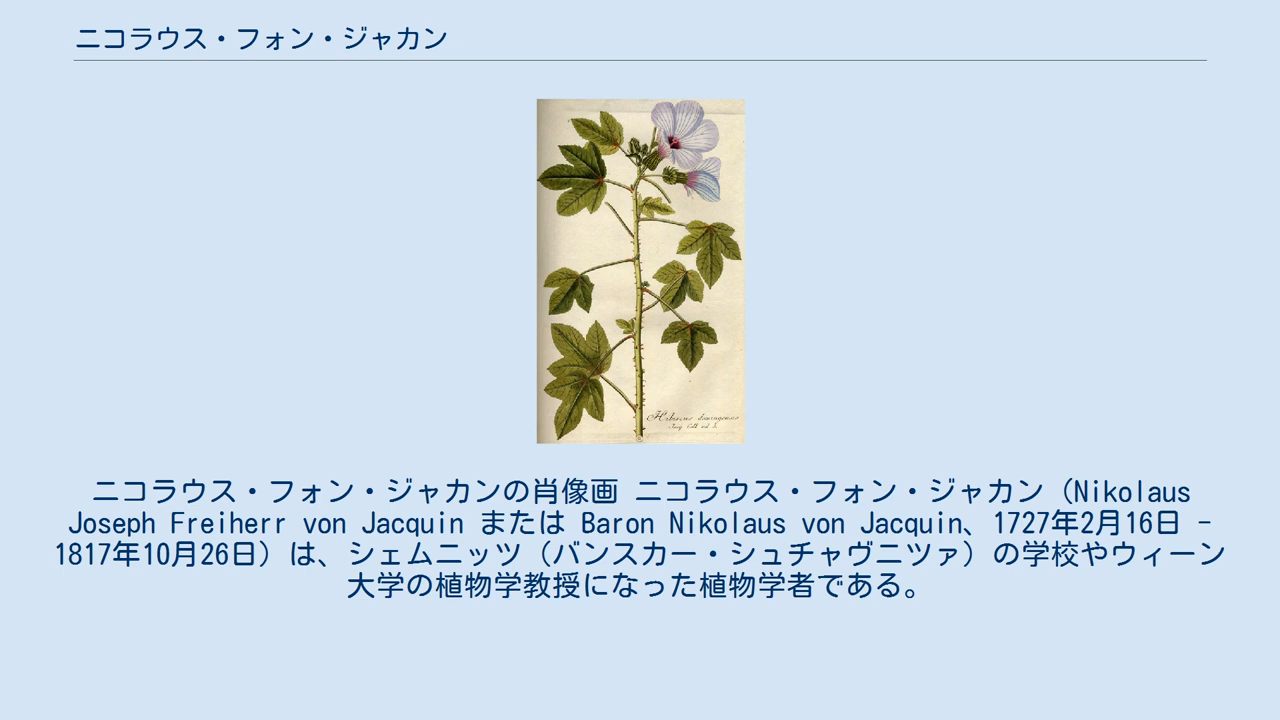 ニコラウス・フォン・ジャカン
ニコラウス・フォン・ジャカンの肖像画 ニコラウス・フォン・ジャカン（Nikolaus
Joseph Freiherr von Jacquin または Baron Nikolaus von Jacquin、1727年2月16日 -
1817年10月26日）は、シェムニッツ（バンスカー・シュチャヴニツァ）の学校やウィーン
大学の植物学教授になった植物学者である。